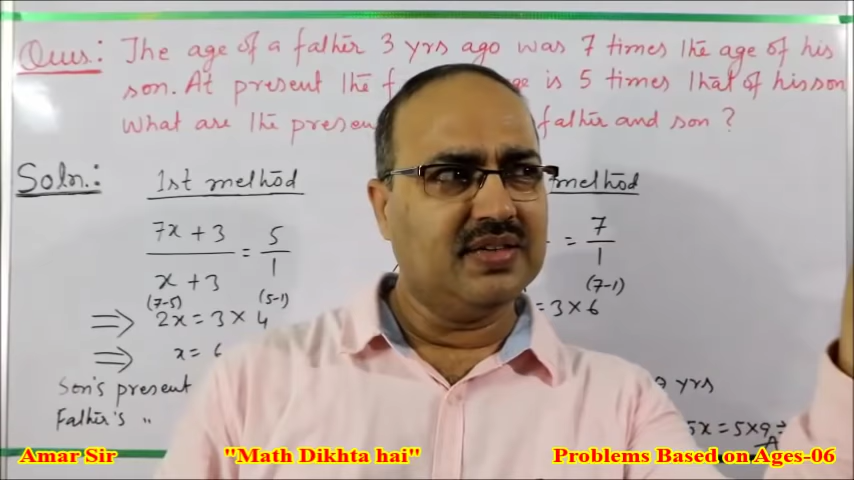 Ques: The age of a father 3 yrs ago was 7 times the age of his
son. At present the is 5 times that of his son
what are the father and son ?
Soln.: 1st method method
7x + 3 / x + 3 = 5 / 1
= 7 / 1
(7-5) (5-1)
⇒ 2x = 3 × 4
(7-1)
= 3 × 6
⇒ x = 6
Son's present yrs
Father's " 5x = 5×9
A
Amar Sir "Math Dikhta hai" Problems Based on Ages-06